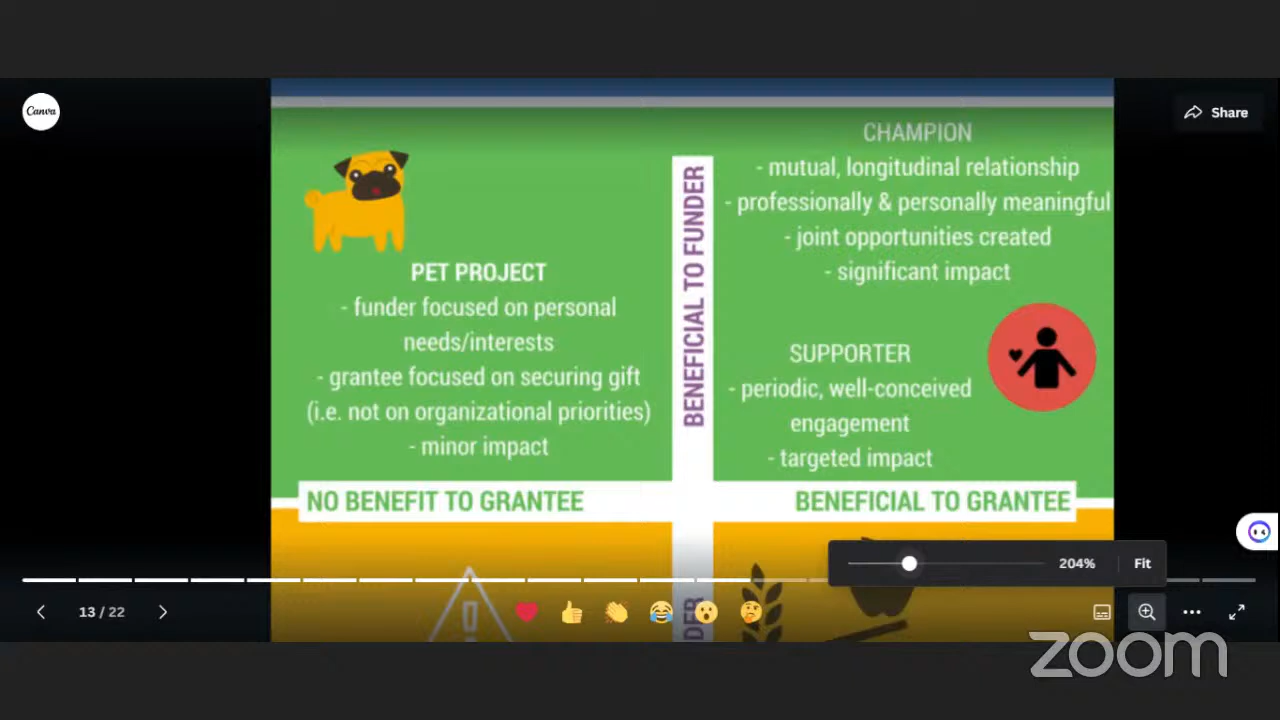 Canva
Share
CHAMPION
- mutual, longitudinal relationship
- professionally & personally meaningful
- joint opportunities created
- significant impact
BENEFICIAL TO FUNDER
PET PROJECT
- funder focused on personal
needs/interests
- grantee focused on securing gift
(i.e. not on organizational priorities)
- minor impact
SUPPORTER
- periodic, well-conceived
engagement
- targeted impact
NO BENEFIT TO GRANTEE
BENEFICIAL TO GRANTEE
204%
Fit
13 / 22
zoom